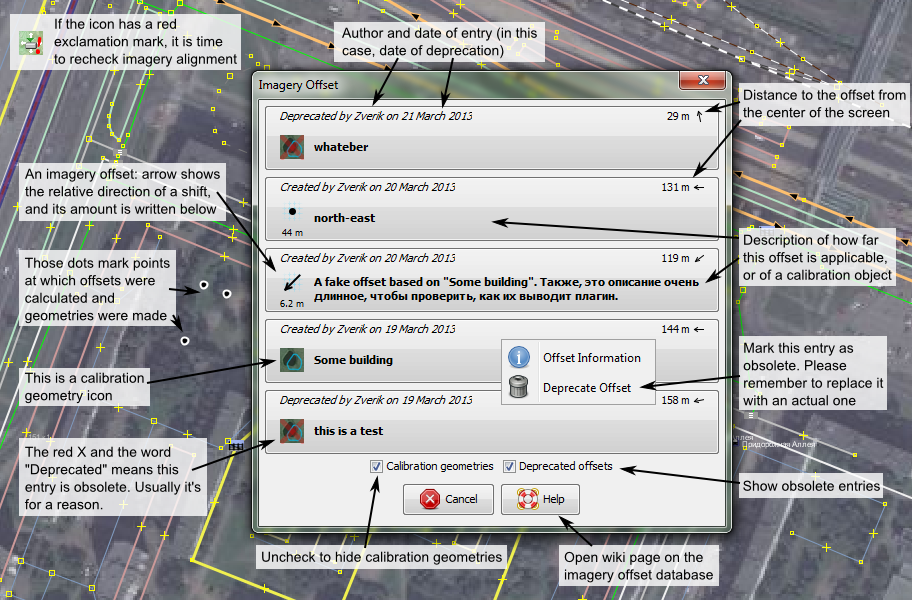 If the icon has a red
exclamation mark, it is time
to recheck imagery alignment
Author and date of entry (in this
case, date of deprecation)
Imagery Offset
Distance to the offset from
the center of the screen
Deprecated by Zverik on 21 March 2013
29 m
whateber
An imagery offset: arrow shows
the relative direction of a shift,
and its amount is written below
Created by Zverik on 20 March 2013
131 m
north-east
44 m
Description of how far
this offset is applicable,
or of a calibration object
Created by Zverik on 20 March 2013
119 m
A fake offset based on "Some building". Также, это описание очень
длинное, чтобы проверить, как их выводит плагин.
6.2 m
Those dots mark points
at which offsets were
calculated and
geometries were made
Created by Zverik on 19 March 2013
144 m
Some building
Offset Information
Deprecate Offset
Mark this entry as
obsolete. Please
remember to replace it
with an actual one
This is a calibration
geometry icon
Deprecated by Zverik on 19 March 2013
158 m
this is a test
The red X and the word
"Deprecated" means this
entry is obsolete. Usually it's
for a reason.
Придорожная Аллея
Calibration geometries
Deprecated offsets
Show obsolete entries
Cancel
Help
Uncheck to hide calibration geometries
Open wiki page on the
imagery offset database